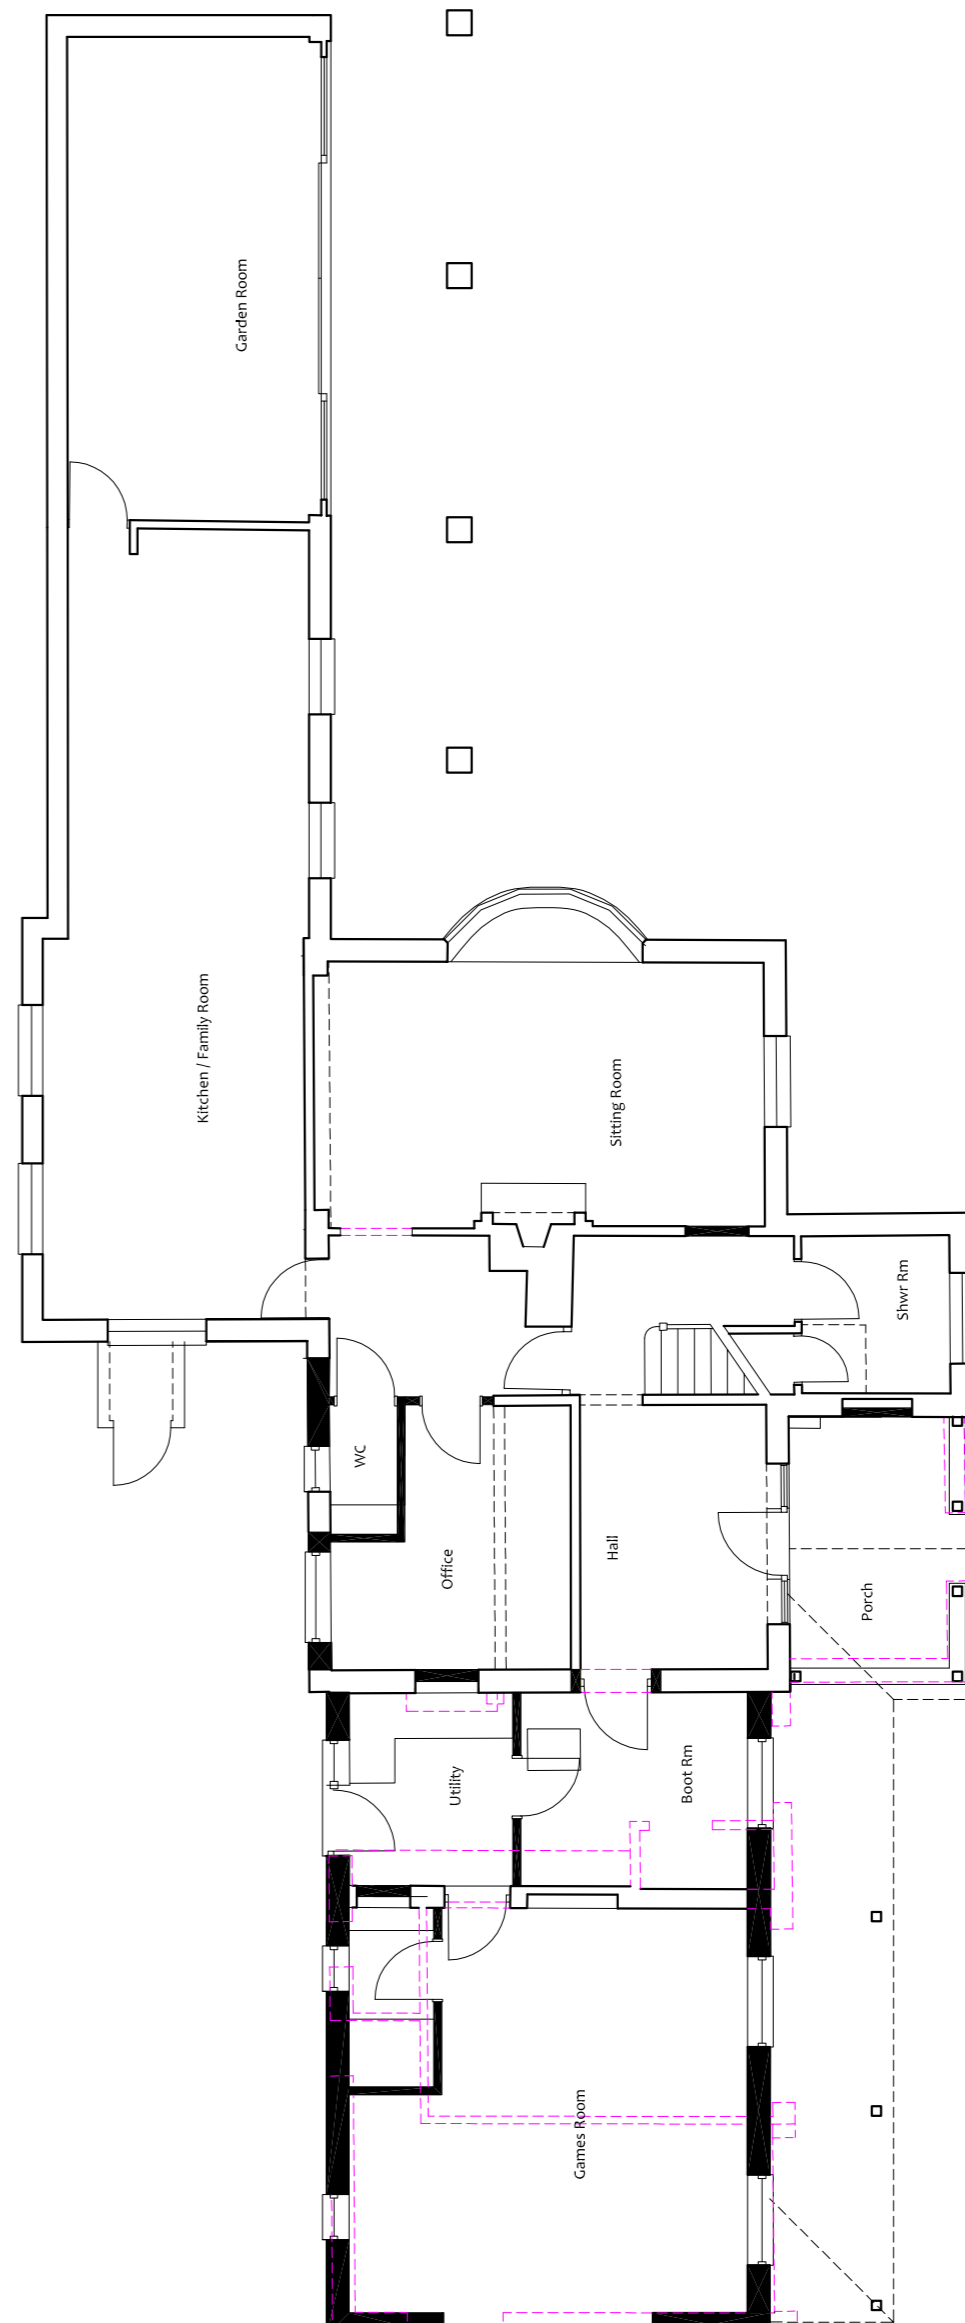 Garden Room
Kitchen / Family Room
Sitting Room
Shwr Rm
WC
Office
Hall
Porch
Utility
Boot Rm
Games Room